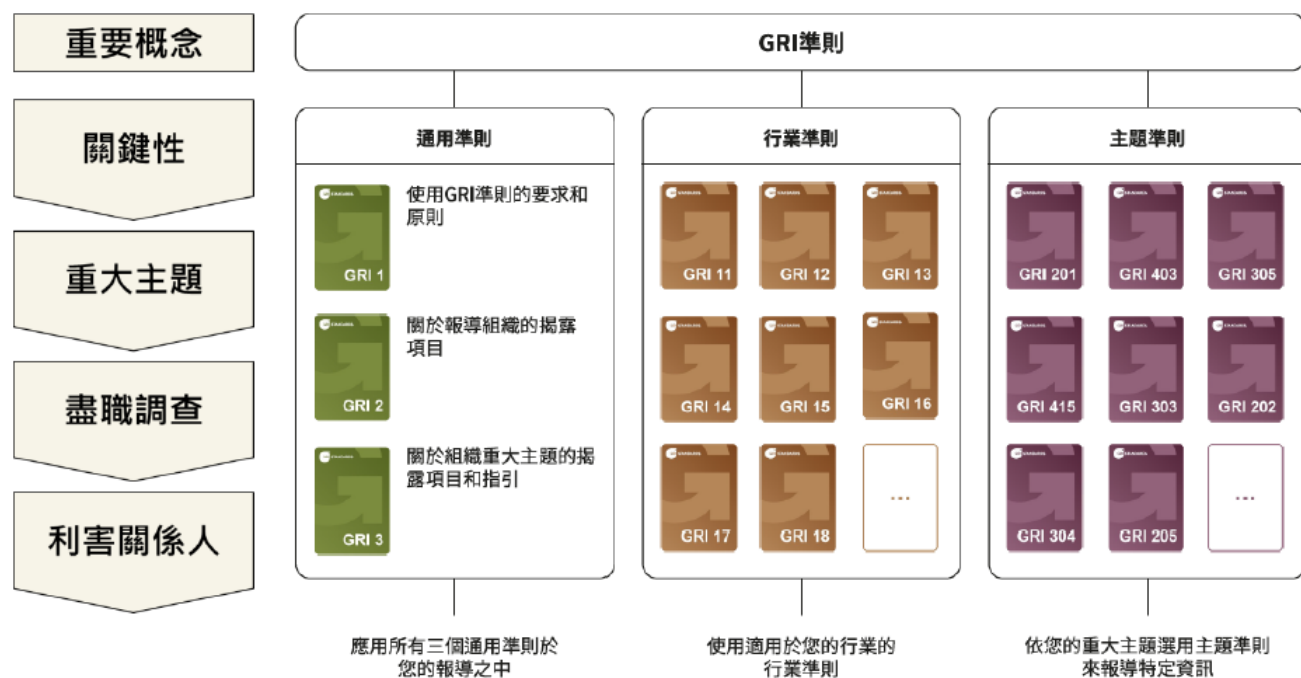 重要概念
關鍵性
重大主題
盡職調查
利害關係人
GRI準則
通用準則
使用GRI準則的要求和
原則
GRI 1
關於報導組織的揭露
項目
GRI 2
關於組織重大主題的揭
露項目和指引
GRI 3
應用所有三個通用準則於
您的報導之中
行業準則
GRI 11
GRI 12
GRI 13
GRI 14
GRI 15
GRI 16
GRI 17
GRI 18
...
使用適用於您的行業的
行業準則
主題準則
GRI 201
GRI 403
GRI 305
GRI 415
GRI 303
GRI 202
GRI 304
GRI 205
...
依您的重大主題選用主題準則
來報導特定資訊